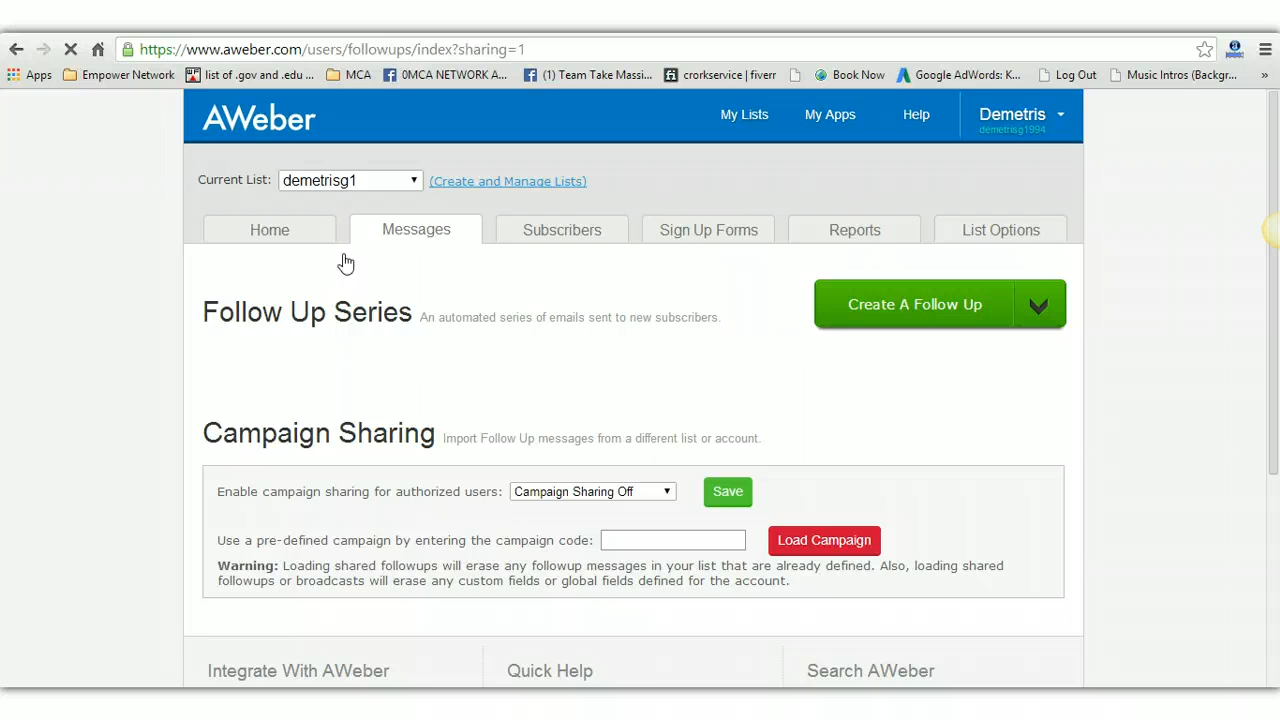 https://www.aweber.com/users/followups/index?sharing=1
Apps Empower Network list of .gov and .edu ... MCA 0MCA NETWORK A... (1) Team Take Massi... crorkservice | fiverr Book Now Google AdWords: K... Log Out Music Intros (Backgr... »
AWeber My Lists My Apps Help Demetris
demetrisg1994
Current List: demetrisg1 (Create and Manage Lists)
Home Messages Subscribers Sign Up Forms Reports List Options
Follow Up Series An automated series of emails sent to new subscribers. Create A Follow Up
Campaign Sharing Import Follow Up messages from a different list or account.
Enable campaign sharing for authorized users: Campaign Sharing Off Save
Use a pre-defined campaign by entering the campaign code: Load Campaign
Warning: Loading shared followups will erase any followup messages in your list that are already defined. Also, loading shared
followups or broadcasts will erase any custom fields or global fields defined for the account.
Integrate With AWeber Quick Help Search AWeber